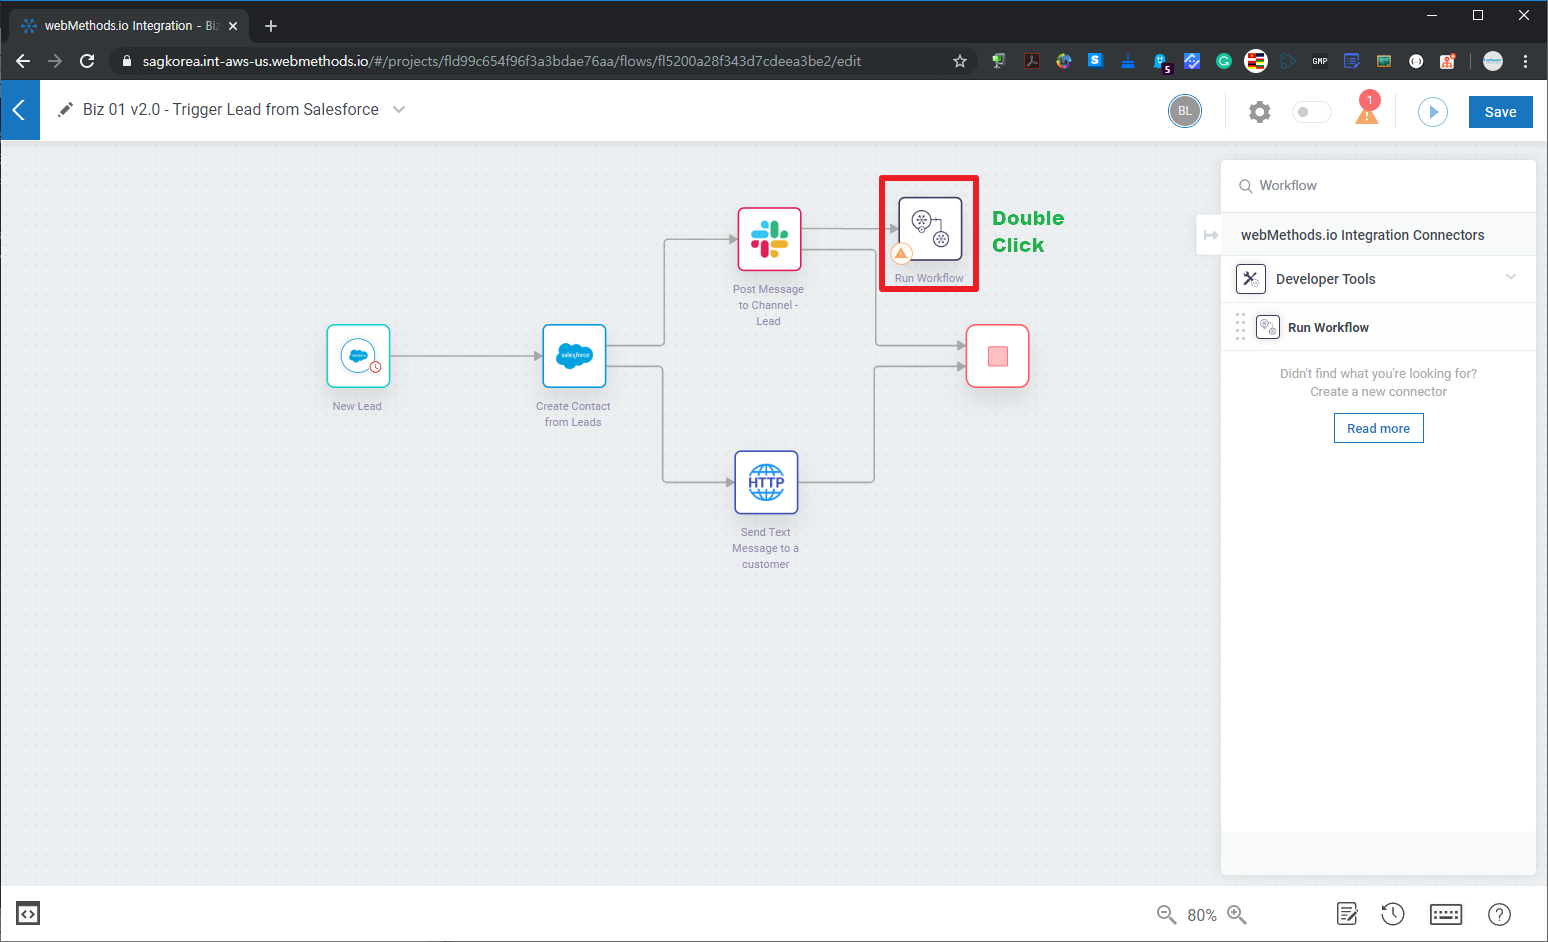 webMethods.io Integration - Biz
sagkorea.int-aws-us.webmethods.io/#/projects/fld99c654f96f3a3bdae76aa/flows/fl5200a28f343d7cdeea3be2/edit
S
5
G
GMP
Biz 01 v2.0 - Trigger Lead from Salesforce
BL
1
Save
Workflow
webMethods.io Integration Connectors
Developer Tools
Run Workflow
Didn't find what you're looking for?
Create a new connector
Read more
Double
Click
Run Workflow
Post Message
to Channel -
Lead
salesforce
New Lead
salesforce
Create Contact
from Leads
HTTP
Send Text
Message to a
customer
80%